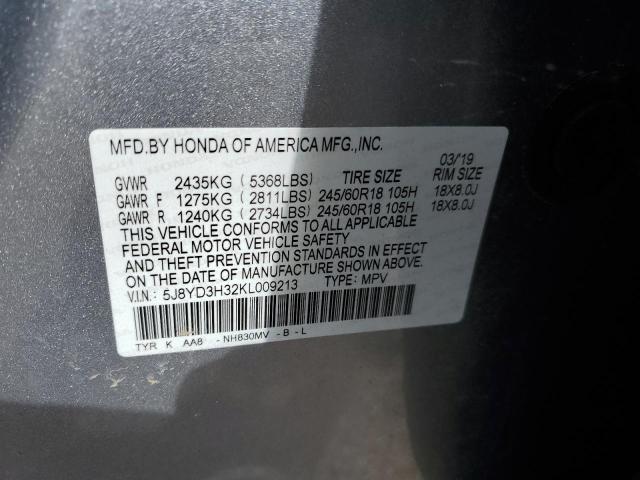 MFD.BY HONDA OF AMERICA MFG.,INC. 03/19
GVWR 2435KG (5368LBS) TIRE SIZE RIM SIZE
GAWR F 1275KG (2811LBS) 245/60R18 105H 18X8.0J
GAWR R 1240KG (2734LBS) 245/60R18 105H 18X8.0J
THIS VEHICLE CONFORMS TO ALL APPLICABLE
FEDERAL MOTOR VEHICLE SAFETY
AND THEFT PREVENTION STANDARDS IN EFFECT
ON THE DATE OF MANUFACTURE SHOWN ABOVE.
V.I.N.: 5J8YD3H32KL009213 TYPE: MPV
TYR K AA8 -NH830MV -B-L